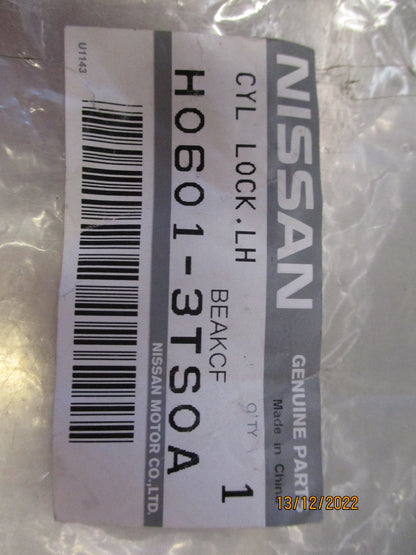 NISSAN
GENUINE PARTS
Made in China
CYL LOCK.LH
BEAKCF
Q'TY
1
H0601-3TS0A
NISSAN MOTOR CO.,LTD.
U1143
13/12/2022